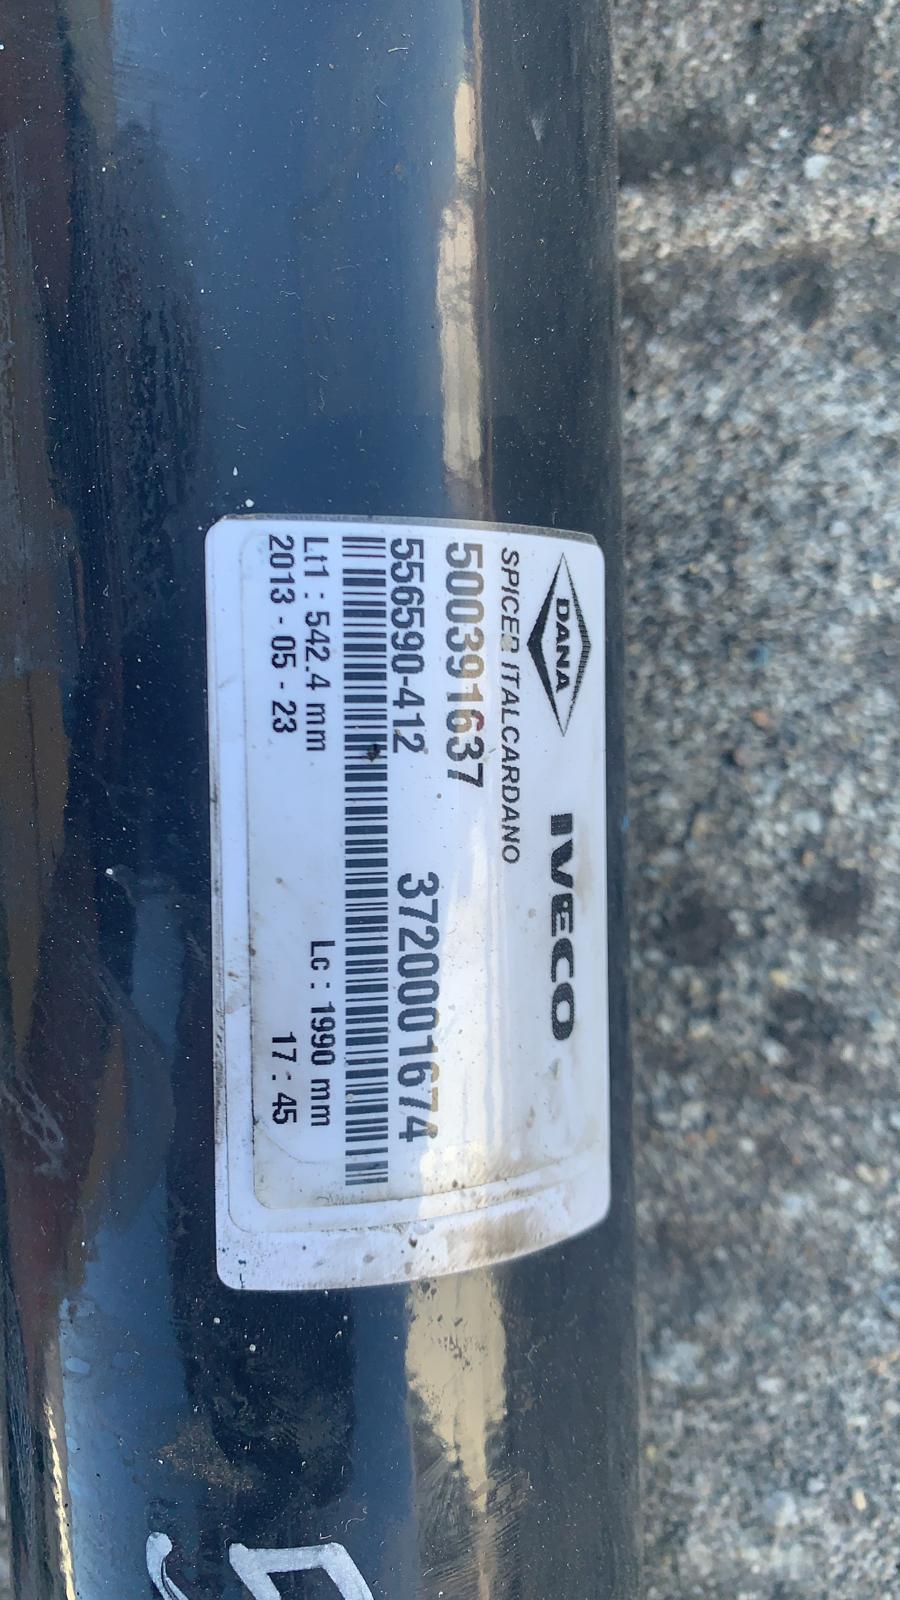 DANA IVECO
SPICER ITALCARDANO
500391637
556590-412 3720001674
Lt1 : 542.4 mm Lc : 1990 mm
2013 - 05 - 23 17 : 45